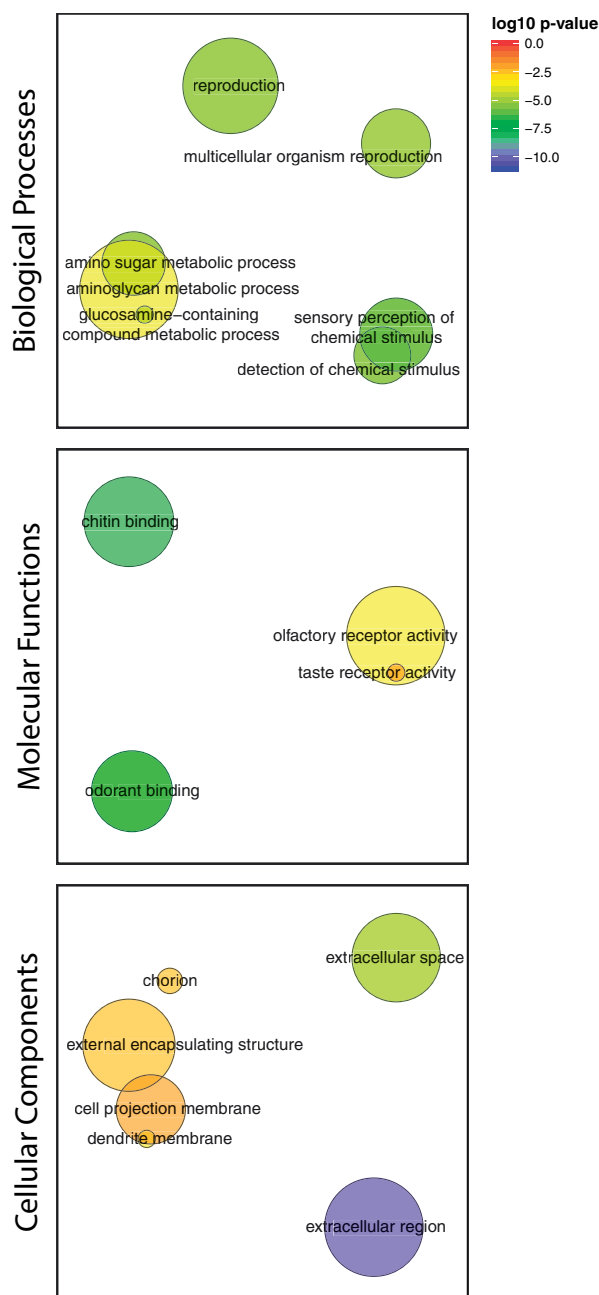 log10 p-value
0.0
−2.5
−5.0
−7.5
−10.0
Biological Processes
reproduction
multicellular organism reproduction
amino sugar metabolic process
aminoglycan metabolic process
glucosamine−containing
compound metabolic process
sensory perception of
chemical stimulus
detection of chemical stimulus
Molecular Functions
chitin binding
olfactory receptor activity
taste receptor activity
odorant binding
Cellular Components
extracellular space
chorion
external encapsulating structure
cell projection membrane
dendrite membrane
extracellular region